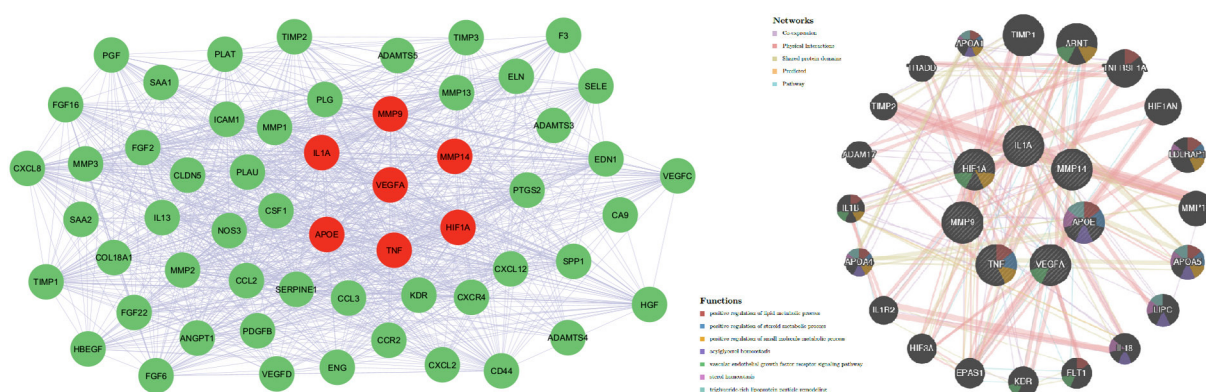 TIMP2
TIMP3
F3
PGF
PLAT
ADAMTS5
SAA1
ELN
SELE
PLG
MMP13
FGF16
MMP9
ICAM1
MMP1
ADAMTS3
FGF2
IL1A
MMP14
EDN1
CXCL8
MMP3
CLDN5
PLAU
VEGFA
PTGS2
VEGFC
CSF1
CA9
SAA2
IL13
NOS3
APOE
HIF1A
TNF
COL18A1
MMP2
CXCL12
SPP1
TIMP1
CCL2
SERPINE1
CCL3
KDR
CXCR4
HGF
FGF22
ANGPT1
PDGFB
CCR2
ADAMTS4
HBEGF
FGF6
VEGFD
ENG
CXCL2
CD44
Networks
Co-expression
Physical Interactions
Shared protein domains
Predicted
Pathway
Functions
positive regulation of lipid metabolic process
positive regulation of steroid metabolic process
positive regulation of small molecule metabolic process
acylglycerol homeostasis
vascular endothelial growth factor receptor signaling pathway
sterol homeostasis
triglyceride-rich lipoprotein particle remodeling
TIMP1
APOA1
ARNT
TRADD
TNFRSF1A
TIMP2
HIF1AN
IL1A
ADAM17
LDLRAP1
HIF1A
MMP14
IL1B
MMP1
MMP9
APOE
APOA4
TNF
VEGFA
APOA5
IL1R2
LIPC
HIF3A
EPAS1
KDR
FLT1